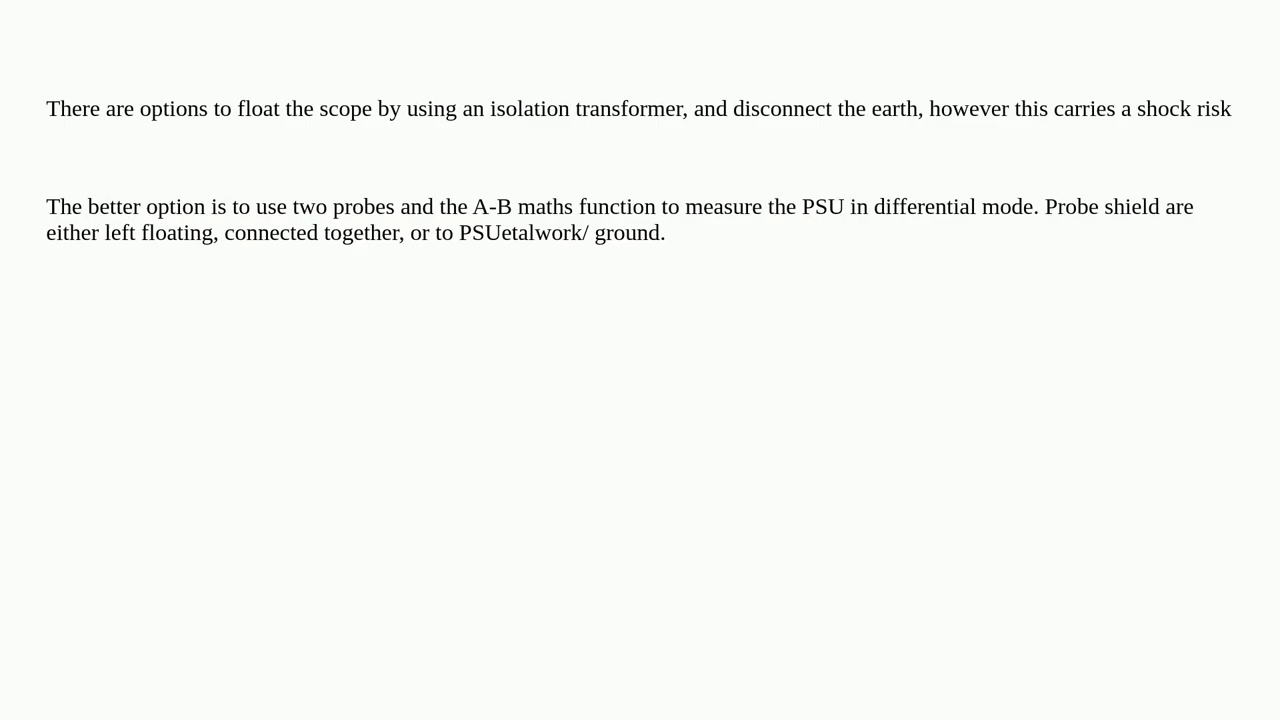 There are options to float the scope by using an isolation transformer, and disconnect the earth, however this carries a shock risk
The better option is to use two probes and the A-B maths function to measure the PSU in differential mode. Probe shield are
either left floating, connected together, or to PSUetalwork/ ground.